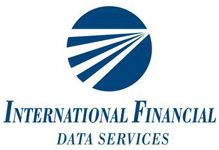 INTERNATIONAL FINANCIAL
DATA SERVICES